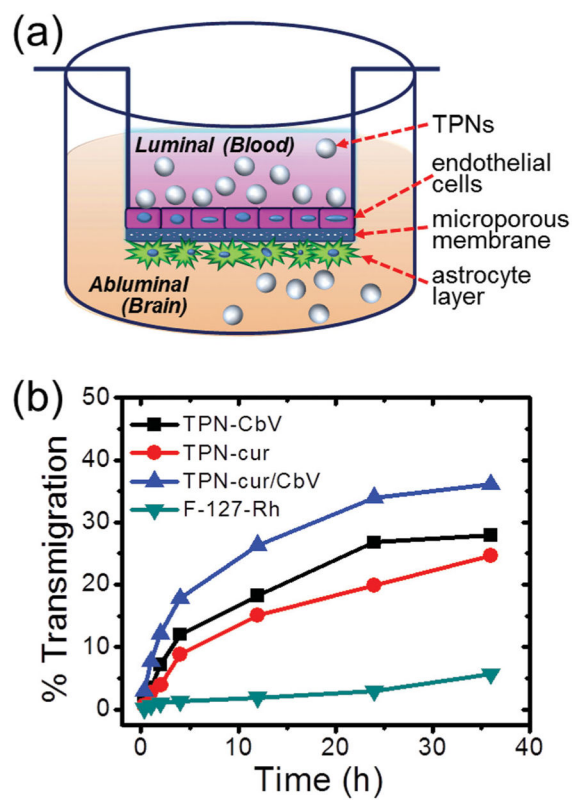 (a)
Luminal (Blood)
TPNs
endothelial
cells
microporous
membrane
astrocyte
layer
Abluminal
(Brain)
(b)
50
40
30
20
10
0
% Transmigration
TPN-CbV
TPN-cur
TPN-cur/CbV
F-127-Rh
0 10 20 30 40
Time (h)